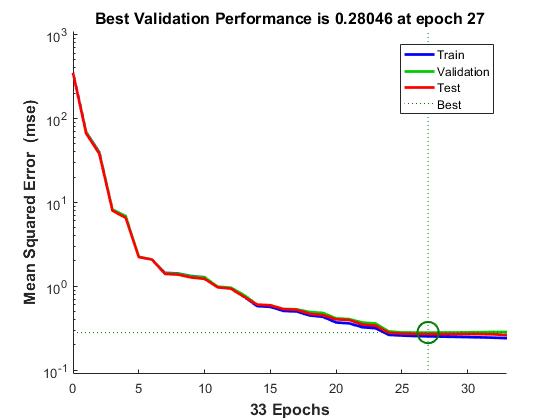 Best Validation Performance is 0.28046 at epoch 27
Mean Squared Error (mse)
10^3
10^2
10^1
10^0
10^-1
Train
Validation
Test
Best
0 5 10 15 20 25 30
33 Epochs